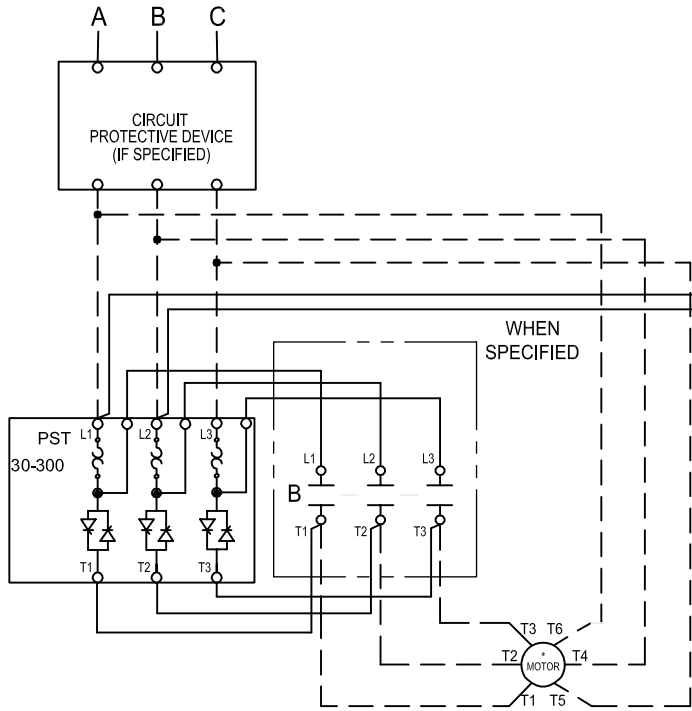 A B C
CIRCUIT
PROTECTIVE DEVICE
(IF SPECIFIED)
WHEN
SPECIFIED
PST L1 L2 L3
30-300
L1 L2 L3
B
T1 T2 T3
T1 T2 T3
T3 T6
T2 * T4
MOTOR
T1 T5